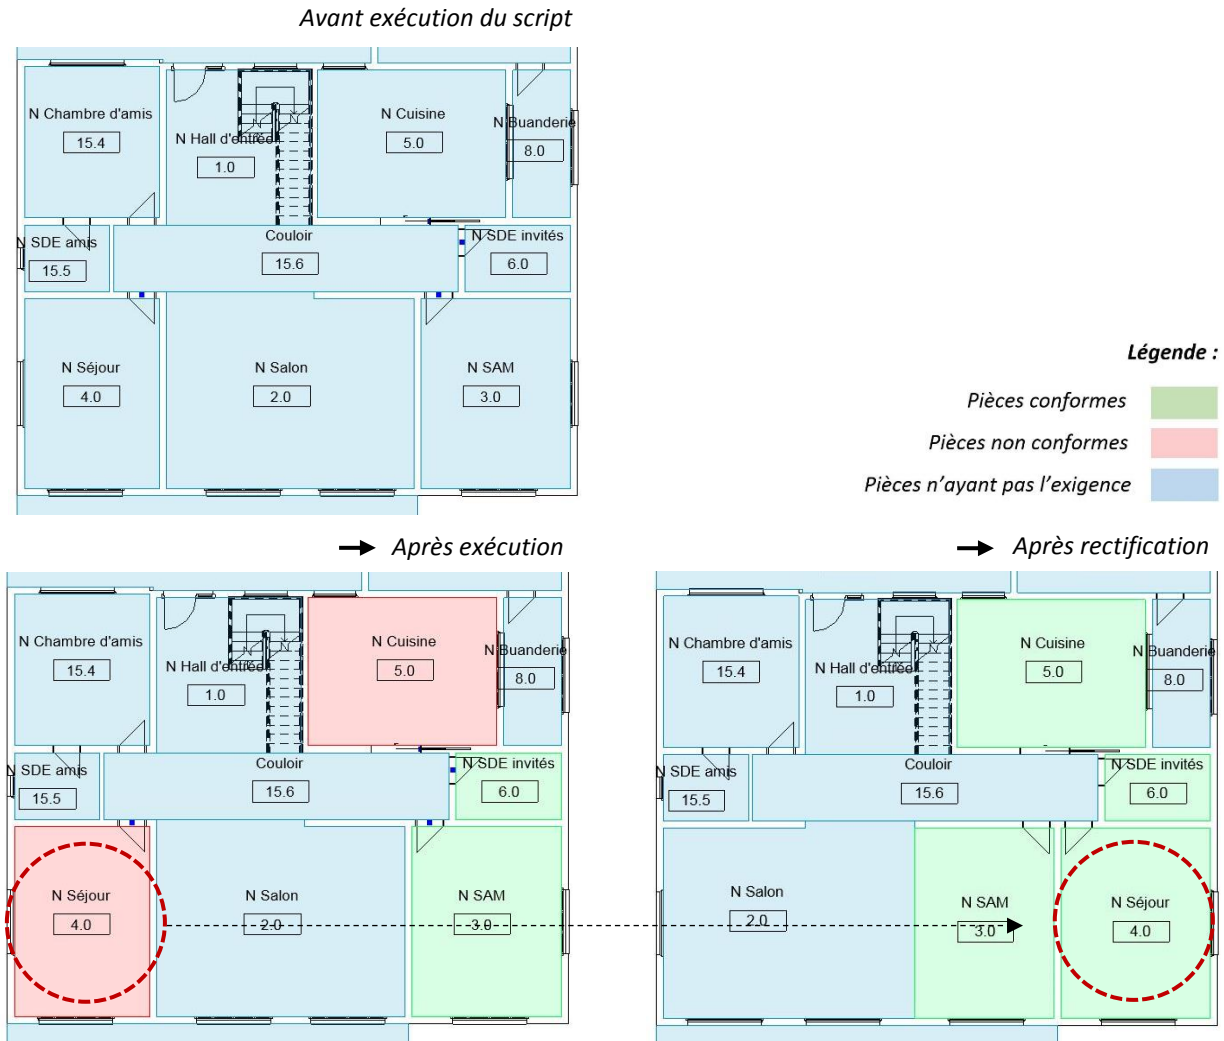 Avant exécution du script
N Chambre d'amis
15.4
N Hall d'entrée
1.0
N Cuisine
5.0
N Buanderie
8.0
N SDE amis
15.5
Couloir
15.6
N SDE invités
6.0
N Séjour
4.0
N Salon
2.0
N SAM
3.0
Légende :
Pièces conformes
Pièces non conformes
Pièces n'ayant pas l'exigence
Après exécution
N Chambre d'amis
15.4
N Hall d'entrée
1.0
N Cuisine
5.0
N Buanderie
8.0
N SDE amis
15.5
Couloir
15.6
N SDE invités
6.0
N Séjour
4.0
N Salon
2.0
N SAM
3.0
Après rectification
N Chambre d'amis
15.4
N Hall d'entrée
1.0
N Cuisine
5.0
N Buanderie
8.0
N SDE amis
15.5
Couloir
15.6
N SDE invités
6.0
N Salon
2.0
N SAM
3.0
N Séjour
4.0